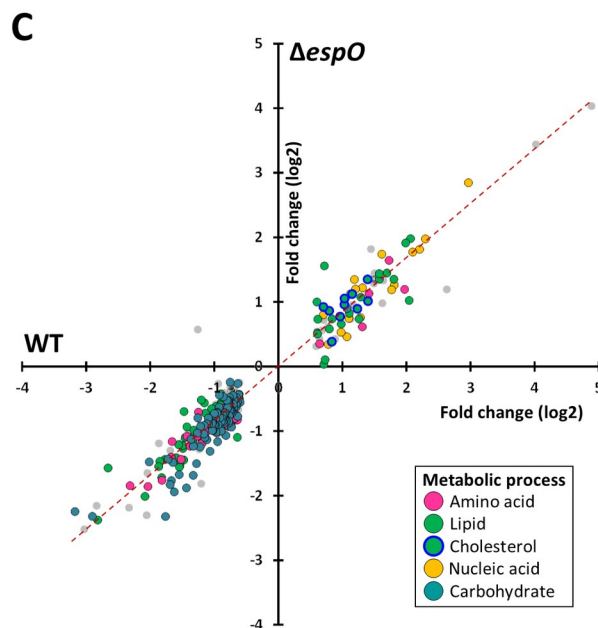 C
5
ΔespO
4
3
2
1
0
-1
-2
-3
-4
Fold change (log2)
WT
-4
-3
-2
-1
0
1
2
3
4
5
Fold change (log2)
Metabolic process
Amino acid
Lipid
Cholesterol
Nucleic acid
Carbohydrate